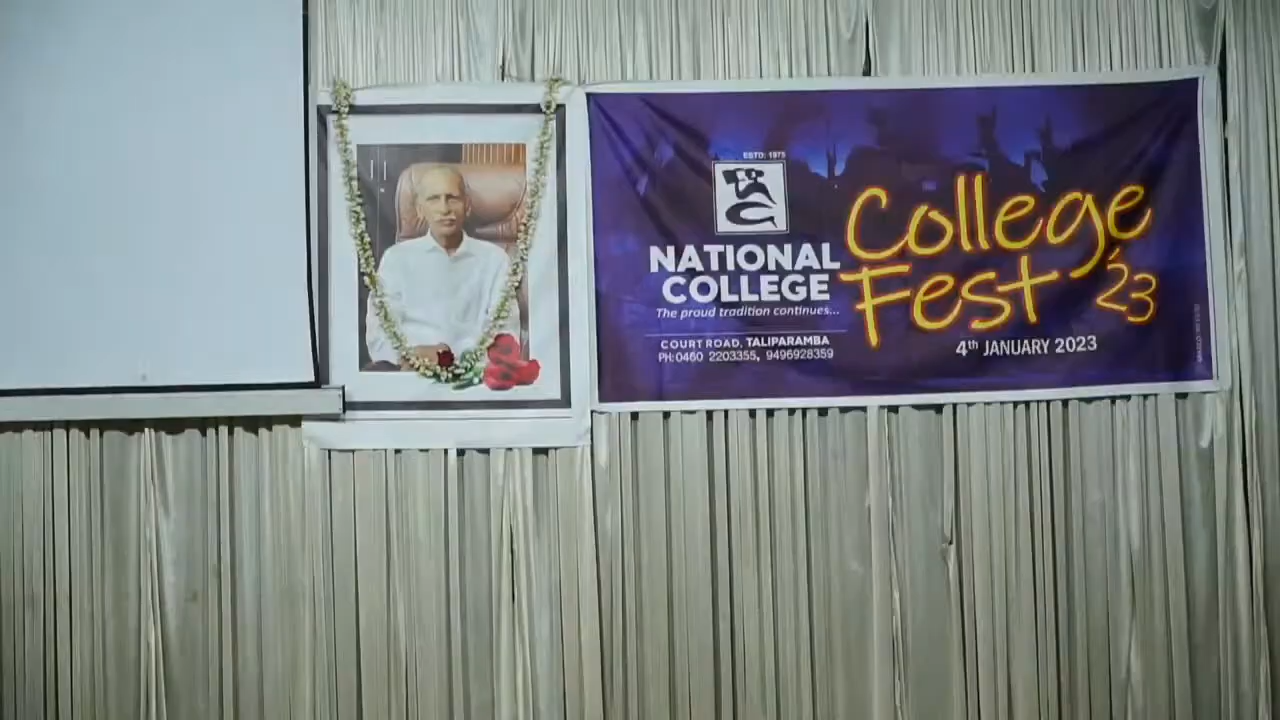 ESTD: 1975
NATIONAL
COLLEGE
The proud tradition continues...
COURT ROAD, TALIPARAMBA
PH:0460 2203355, 9496928359
College
Fest '23
4th JANUARY 2023